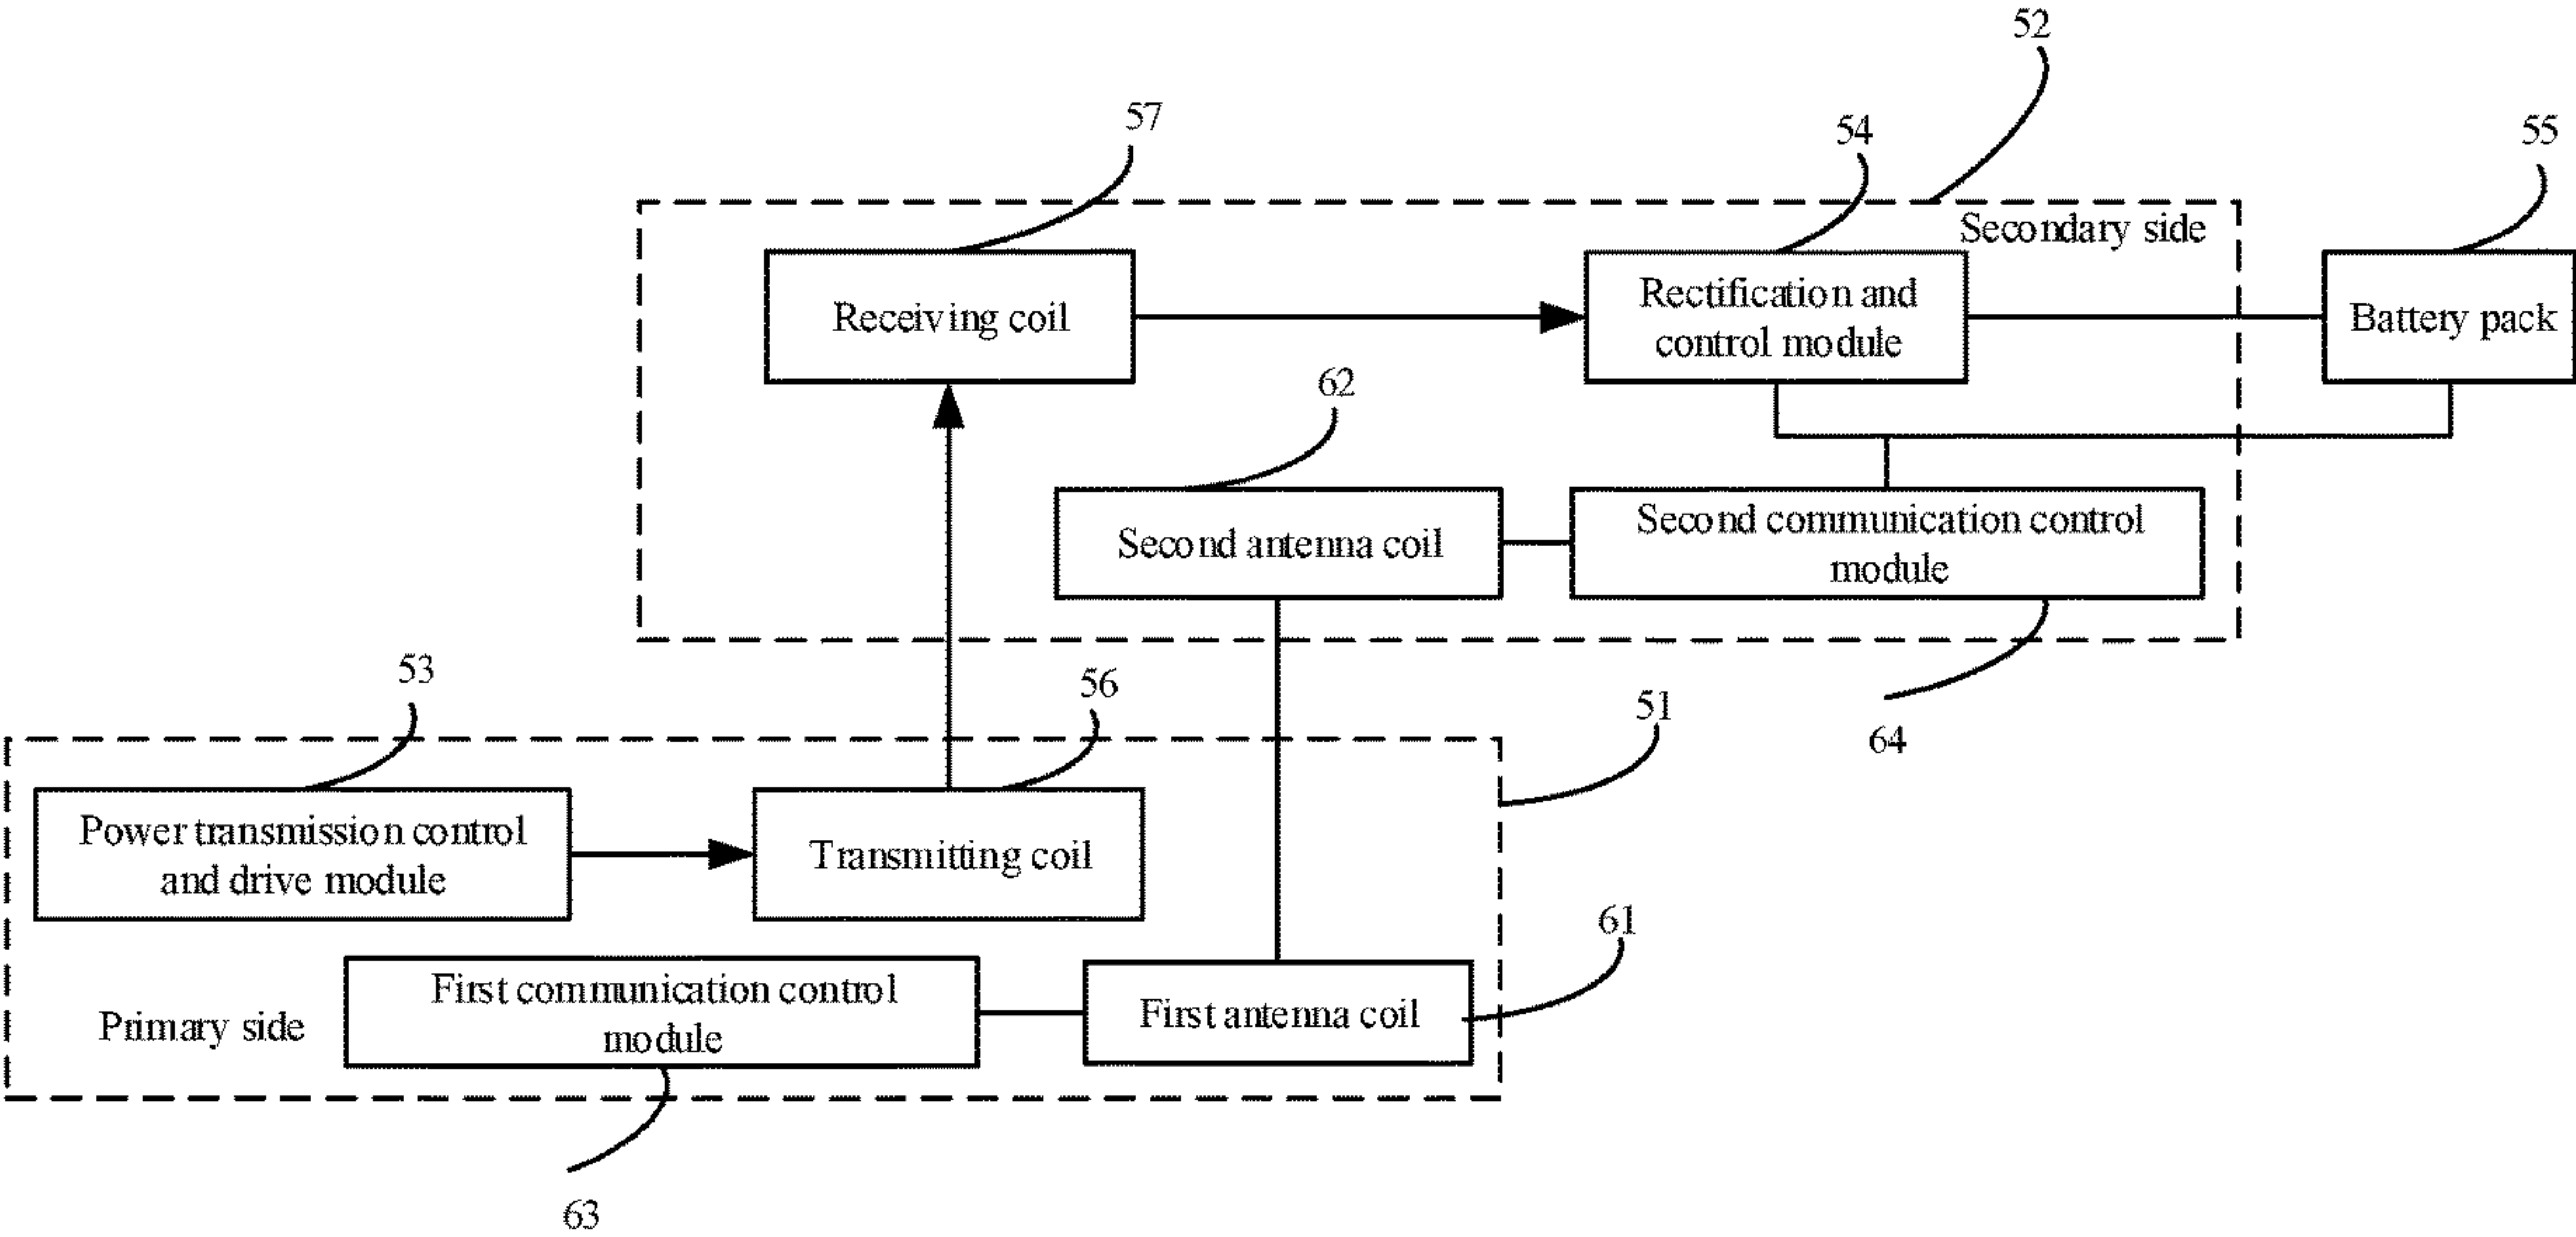 52
57
54
55
Secondary side
Receiving coil
Rectification and
control module
Battery pack
62
Second antenna coil
Second communication control
module
53
56
51
64
Power transmission control
and drive module
Transmitting coil
61
First communication control
module
First antenna coil
Primary side
63